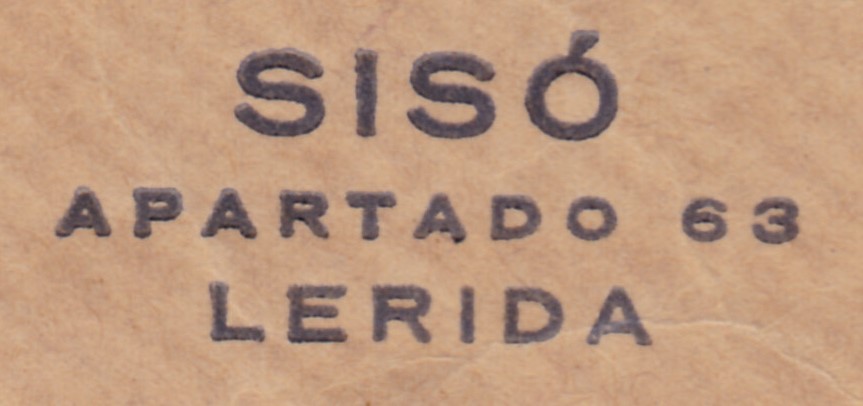 SISÓ
APARTADO 63
LERIDA